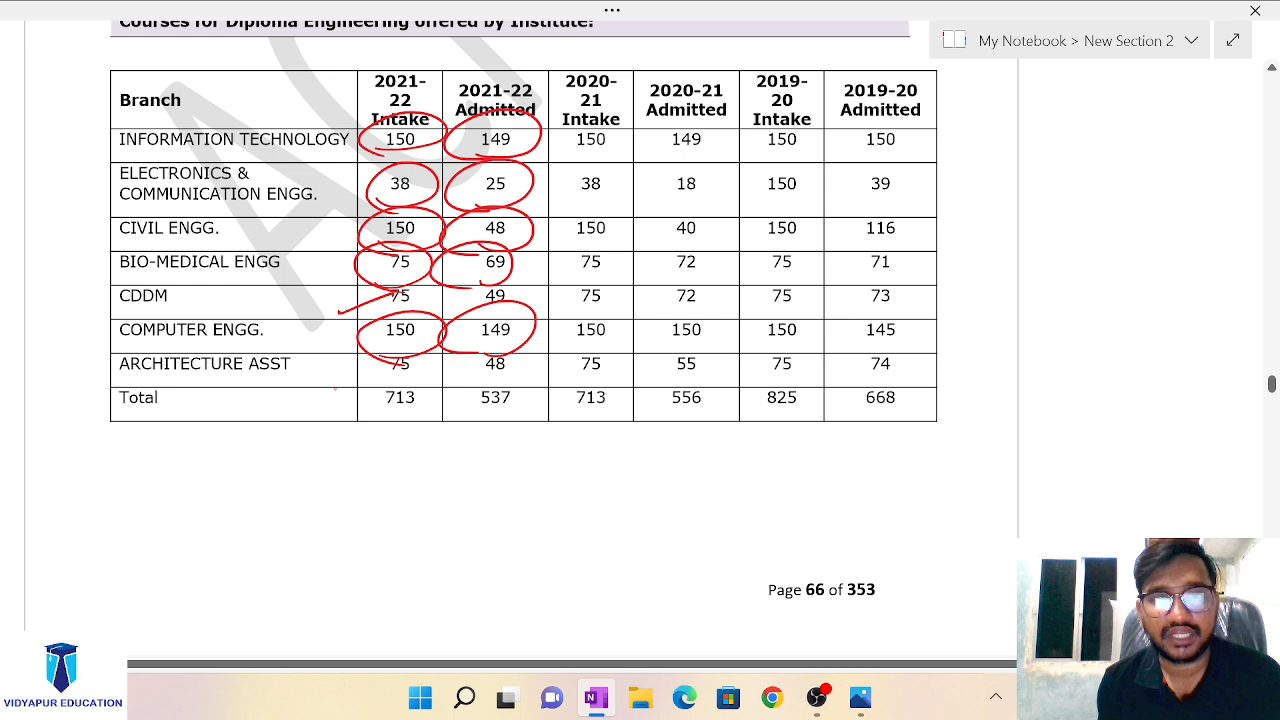 Courses for Diploma Engineering offered by Institute:
My Notebook > New Section 2
Branch 2021-22 Intake 2021-22 Admitted 2020-21 Intake 2020-21 Admitted 2019-20 Intake 2019-20 Admitted
INFORMATION TECHNOLOGY 150 149 150 149 150 150
ELECTRONICS & COMMUNICATION ENGG. 38 25 38 18 150 39
CIVIL ENGG. 150 48 150 40 150 116
BIO-MEDICAL ENGG 75 69 75 72 75 71
CDDM 75 49 75 72 75 73
COMPUTER ENGG. 150 149 150 150 150 145
ARCHITECTURE ASST 75 48 75 55 75 74
Total 713 537 713 556 825 668
Page 66 of 353
VIDYAPUR EDUCATION